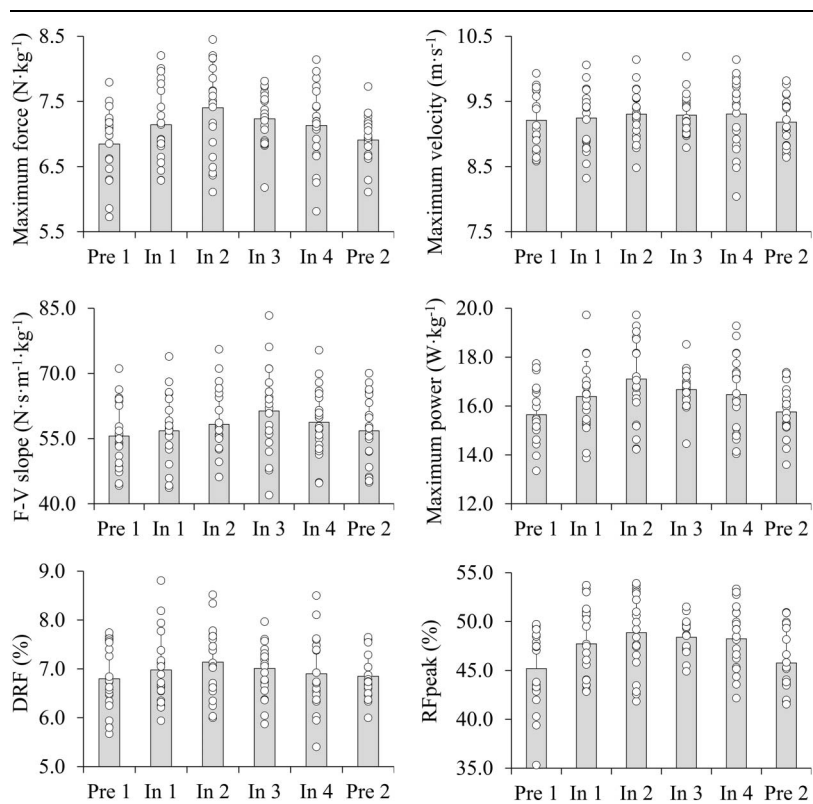 Maximum force (N·kg⁻¹)
8.5
7.5
6.5
5.5
Pre 1 In 1 In 2 In 3 In 4 Pre 2
Maximum velocity (m·s⁻¹)
10.5
9.5
8.5
7.5
Pre 1 In 1 In 2 In 3 In 4 Pre 2
F-V slope (N·s·m⁻¹·kg⁻¹)
85.0
70.0
55.0
40.0
Pre 1 In 1 In 2 In 3 In 4 Pre 2
Maximum power (W·kg⁻¹)
20.0
18.0
16.0
14.0
12.0
Pre 1 In 1 In 2 In 3 In 4 Pre 2
DRF (%)
9.0
8.0
7.0
6.0
5.0
Pre 1 In 1 In 2 In 3 In 4 Pre 2
RFpeak (%)
55.0
50.0
45.0
40.0
35.0
Pre 1 In 1 In 2 In 3 In 4 Pre 2